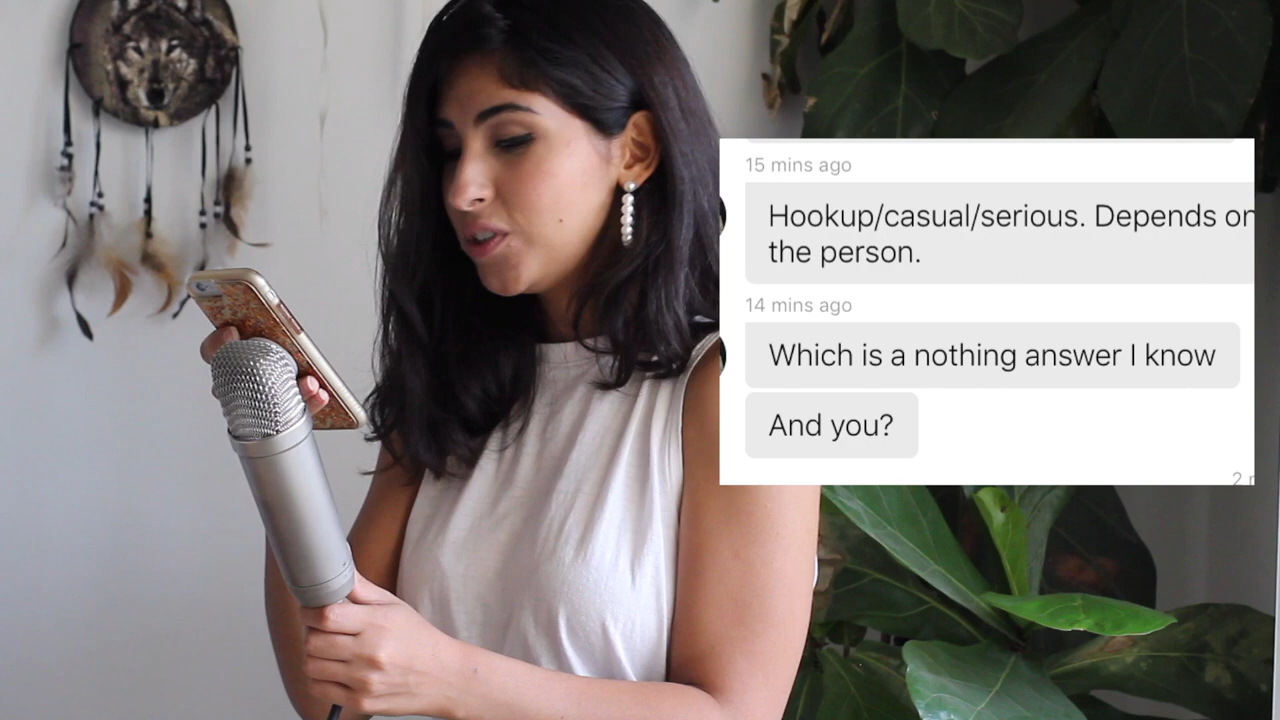 15 mins ago
Hookup/casual/serious. Depends on
the person.
14 mins ago
Which is a nothing answer I know
And you?
2